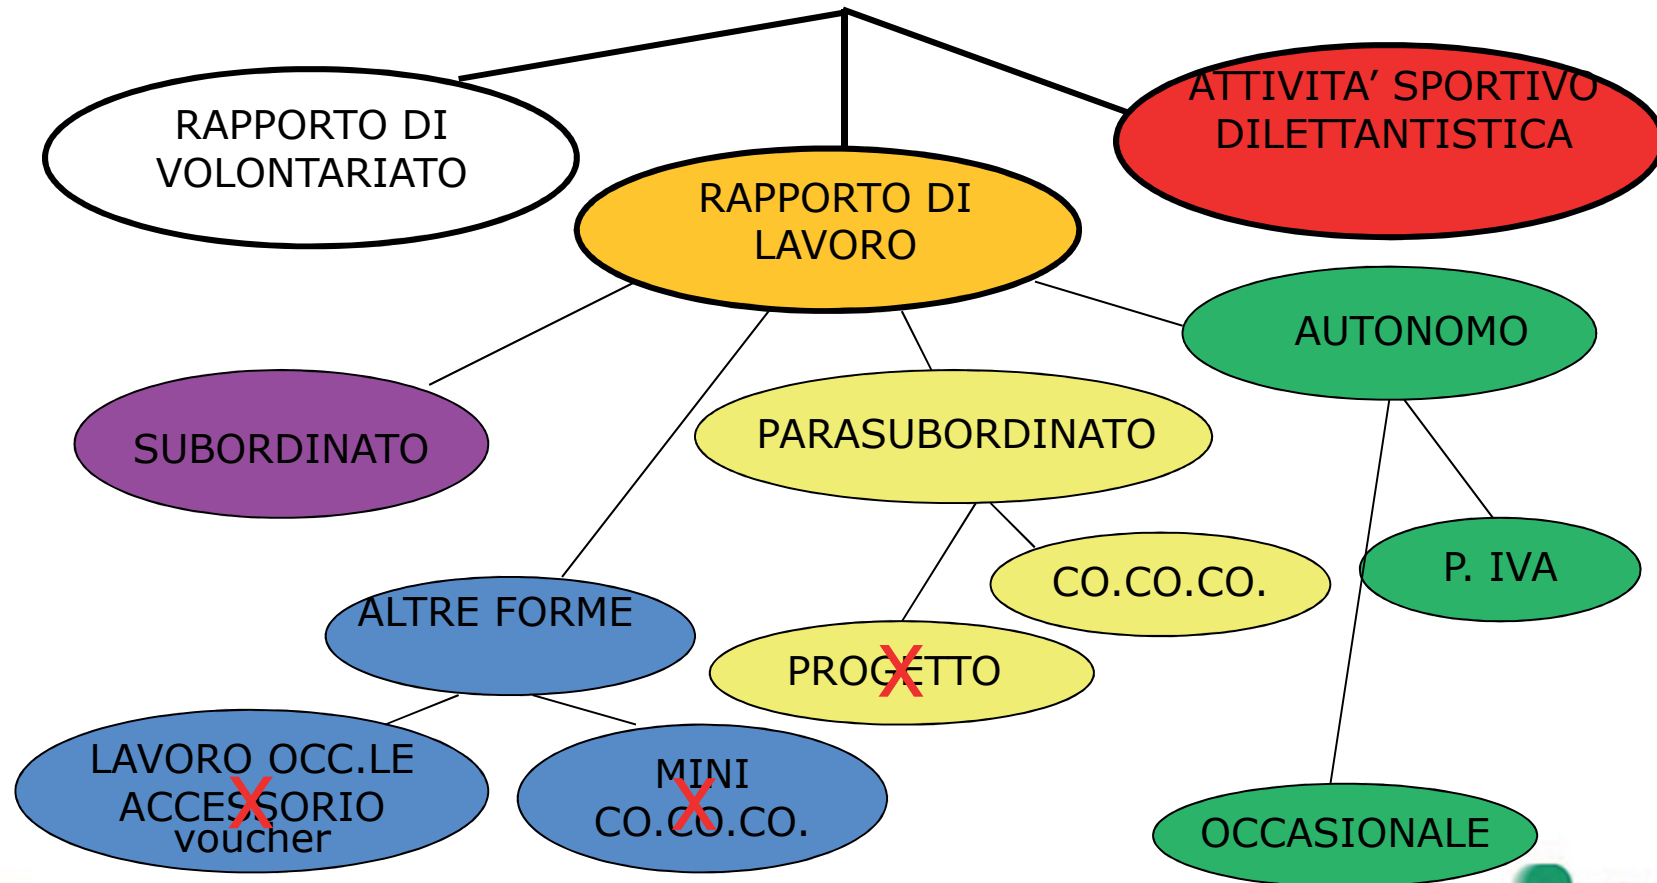 RAPPORTO DI
VOLONTARIATO
ATTIVITA’ SPORTIVO
DILETTANTISTICA
RAPPORTO DI
LAVORO
AUTONOMO
SUBORDINATO
PARASUBORDINATO
CO.CO.CO.
P. IVA
ALTRE FORME
PROGETTO
X
LAVORO OCC.LE
ACCESSORIO
voucher
X
MINI
CO.CO.CO.
X
OCCASIONALE